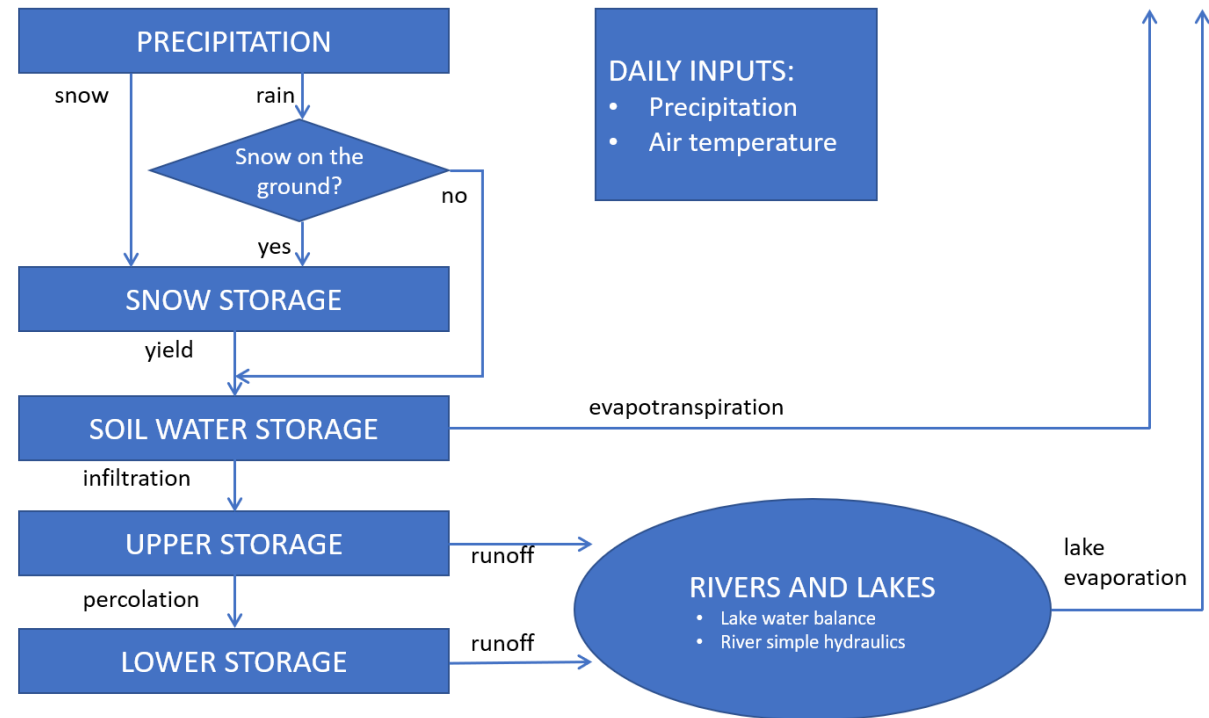 PRECIPITATION
snow
rain
Snow on the
ground?
no
yes
SNOW STORAGE
yield
SOIL WATER STORAGE
infiltration
UPPER STORAGE
percolation
LOWER STORAGE
DAILY INPUTS:
• Precipitation
• Air temperature
evapotranspiration
runoff
runoff
RIVERS AND LAKES
• Lake water balance
• River simple hydraulics
lake
evaporation